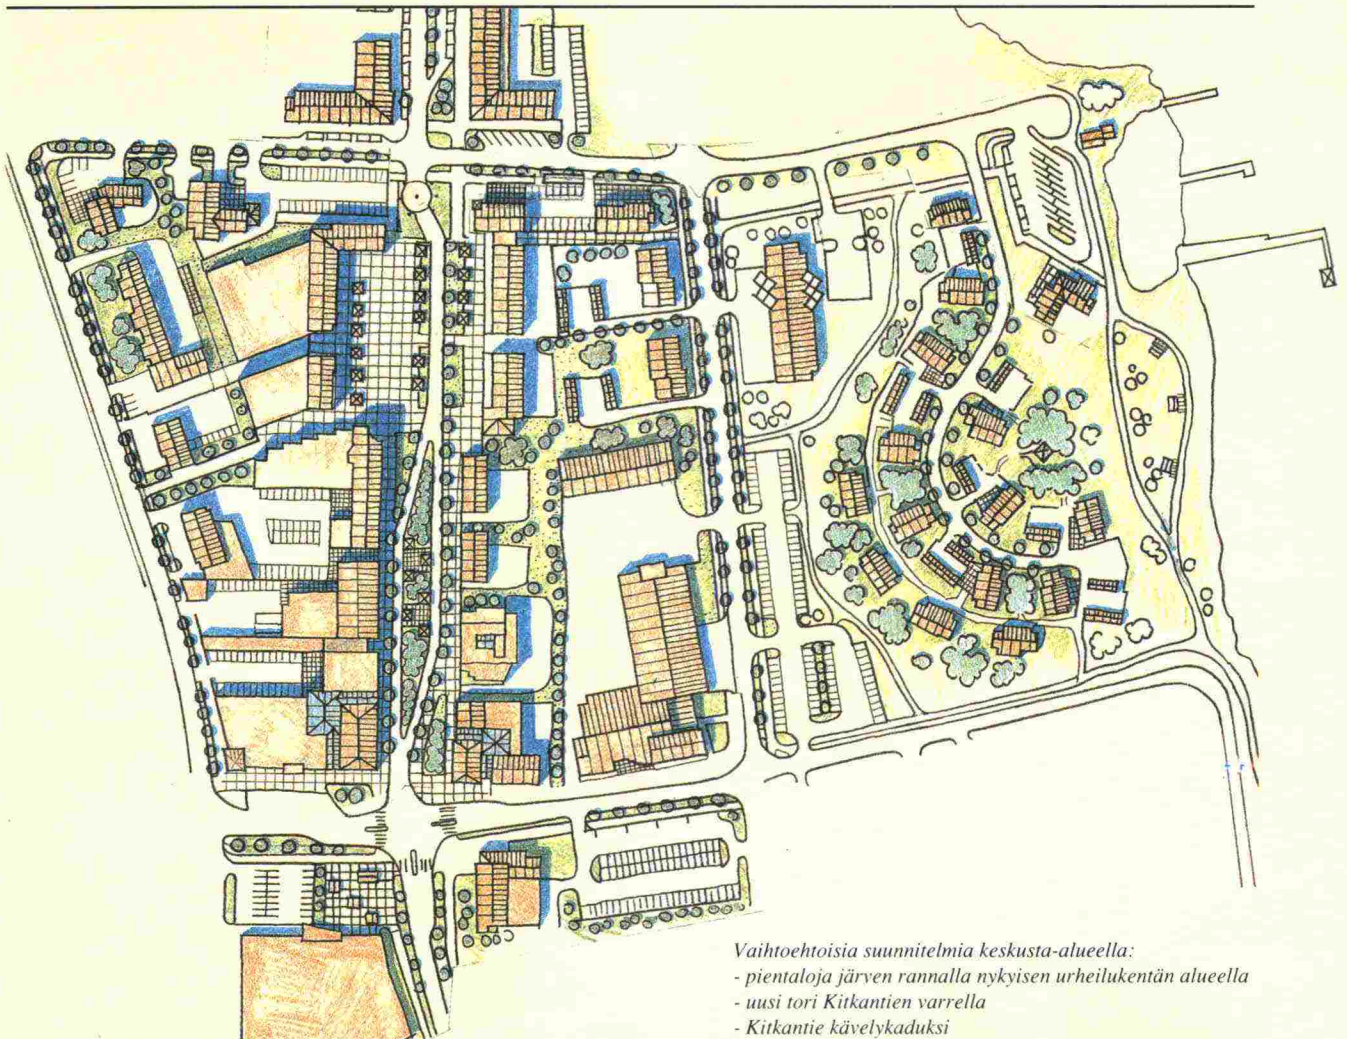 Vaihtoehtoisia suunnitelmia keskusta-alueella:
- pientaloja järven rannalla nykyisen urheilukentän alueella
- uusi tori Kitkantien varrella
- Kitkantie kävelykaduksi